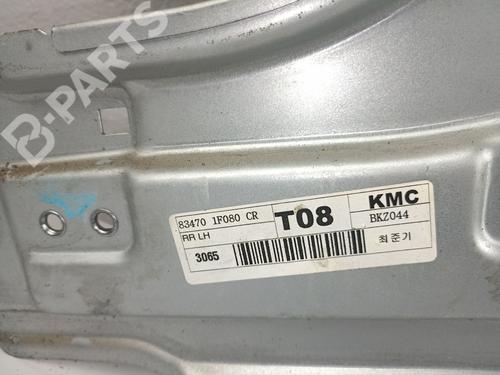 B-PARTS
83470 1F080 CR
T08
KMC
BKZ044
RR LH
3065
최준기